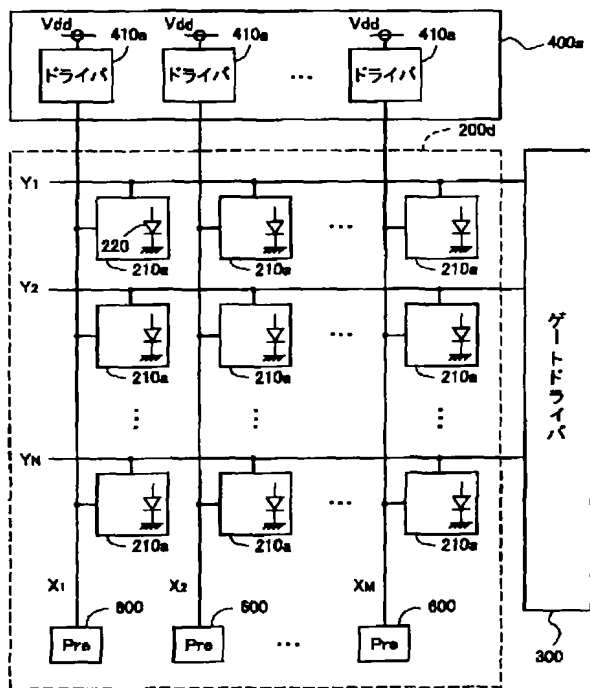 Vdd Vdd Vdd
410a 410a 410a
400a
ドライバ ドライバ … ドライバ
200d
Y1
220
210a 210a … 210a
Y2
210a 210a … 210a
⋮ ⋮ ⋮
ゲートドライバ
YN
210a 210a … 210a
X1 X2 XM
600 600 600
Pre Pre … Pre
300